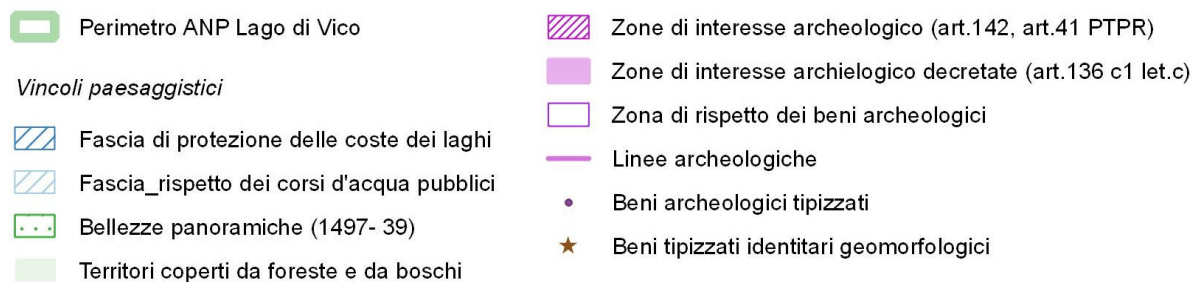 Perimetro ANP Lago di Vico
Vincoli paesaggistici
Fascia di protezione delle coste dei laghi
Fascia_rispetto dei corsi d'acqua pubblici
Bellezze panoramiche (1497- 39)
Territori coperti da foreste e da boschi
Zone di interesse archeologico (art.142, art.41 PTPR)
Zone di interesse archielogico decretate (art.136 c1 let.c)
Zona di rispetto dei beni archeologici
Linee archeologiche
Beni archeologici tipizzati
Beni tipizzati identitari geomorfologici